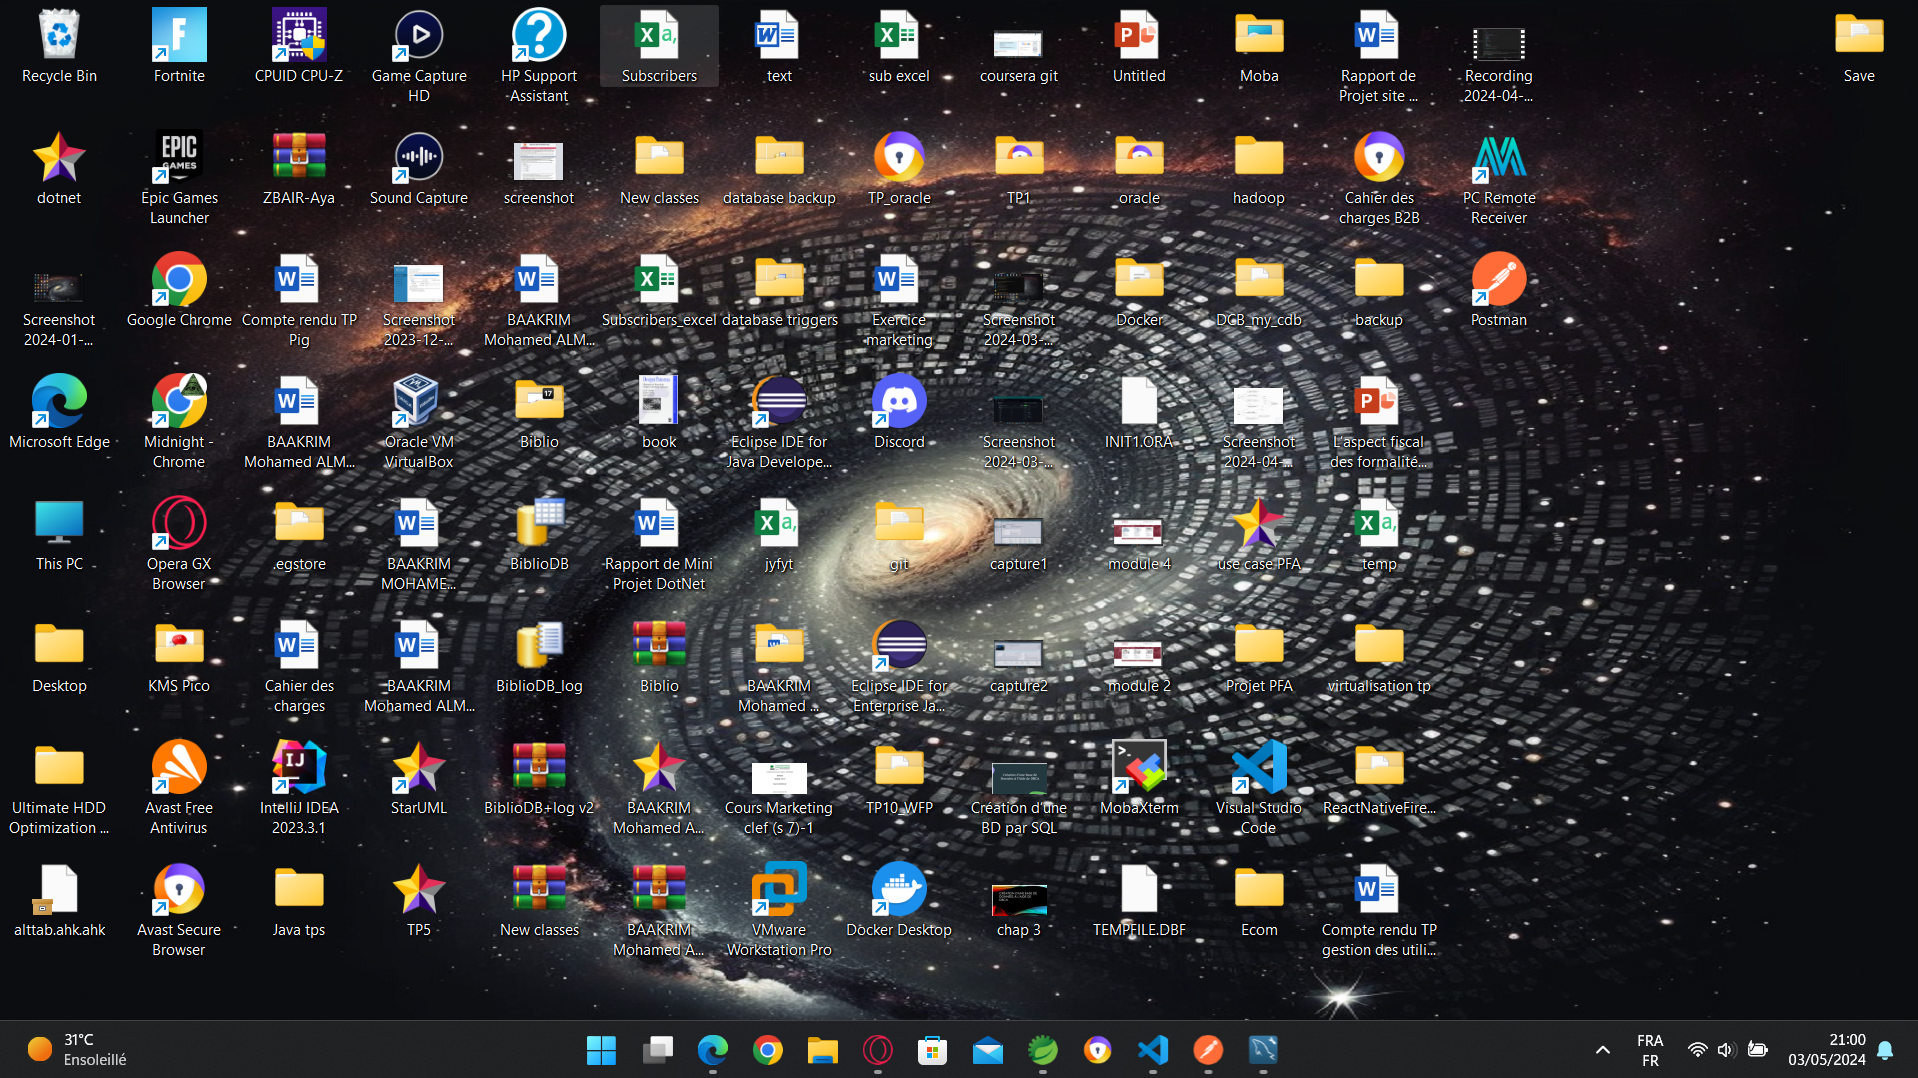 Recycle Bin
Fortnite
CPUID CPU-Z
Game Capture
HD
HP Support
Assistant
Subscribers
text
sub excel
coursera git
Untitled
Moba
Rapport de
Projet site ...
Recording
2024-04-...
Save
dotnet
EPIC
GAMES
Epic Games
Launcher
ZBAIR-Aya
Sound Capture
screenshot
New classes
database backup
TP_oracle
TP1
oracle
hadoop
Cahier des
charges B2B
PC Remote
Receiver
Screenshot
2024-01-...
Google Chrome
Compte rendu TP
Pig
Screenshot
2023-12-...
BAAKRIM
Mohamed ALM...
Subscribers_excel
database triggers
Exercice
marketing
Screenshot
2024-03-...
Docker
DCB_my_cdb
backup
Postman
Microsoft Edge
Midnight -
Chrome
BAAKRIM
Mohamed ALM...
Oracle VM
VirtualBox
17
Biblio
book
Eclipse IDE for
Java Develope...
Discord
Screenshot
2024-03-...
INIT1.ORA
Screenshot
2024-04-...
L'aspect fiscal
des formalité...
This PC
Opera GX
Browser
.egstore
BAAKRIM
MOHAME...
BiblioDB
Rapport de Mini
Projet DotNet
jyfyt
git
capture1
module 4
use case PFA
temp
Desktop
KMS Pico
Cahier des
charges
BAAKRIM
Mohamed ALM...
BiblioDB_log
Biblio
BAAKRIM
Mohamed ...
Eclipse IDE for
Enterprise Ja...
capture2
module 2
Projet PFA
virtualisation tp
Ultimate HDD
Optimization ...
Avast Free
Antivirus
IJ
IntelliJ IDEA
2023.3.1
StarUML
BiblioDB+log v2
BAAKRIM
Mohamed A...
Cours Marketing
clef (s 7)-1
TP10_WFP
Création d'une
BD par SQL
MobaXterm
Visual Studio
Code
ReactNativeFire...
alttab.ahk.ahk
Avast Secure
Browser
Java tps
TP5
New classes
BAAKRIM
Mohamed A...
VMware
Workstation Pro
Docker Desktop
chap 3
TEMPFILE.DBF
Ecom
Compte rendu TP
gestion des utili...
31°C
Ensoleillé
FRA
FR
21:00
03/05/2024